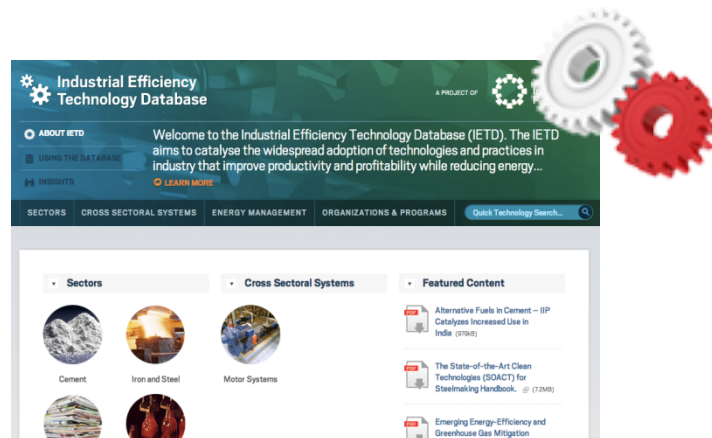 Industrial Efficiency
Technology Database
A PROJECT OF
ABOUT IETD
USING THE DATABASE
INSIGHTS
Welcome to the Industrial Efficiency Technology Database (IETD). The IETD
aims to catalyse the widespread adoption of technologies and practices in
industry that improve productivity and profitability while reducing energy...
LEARN MORE
SECTORS CROSS SECTORAL SYSTEMS ENERGY MANAGEMENT ORGANIZATIONS & PROGRAMS Quick Technology Search...
Sectors
Cement
Iron and Steel
Cross Sectoral Systems
Motor Systems
Featured Content
PDF
Alternative Fuels in Cement – IIP
Catalyzes Increased Use in
India (979kB)
PDF
The State-of-the-Art Clean
Technologies (SOACT) for
Steelmaking Handbook. (7.2MB)
PDF
Emerging Energy-Efficiency and
Greenhouse Gas Mitigation